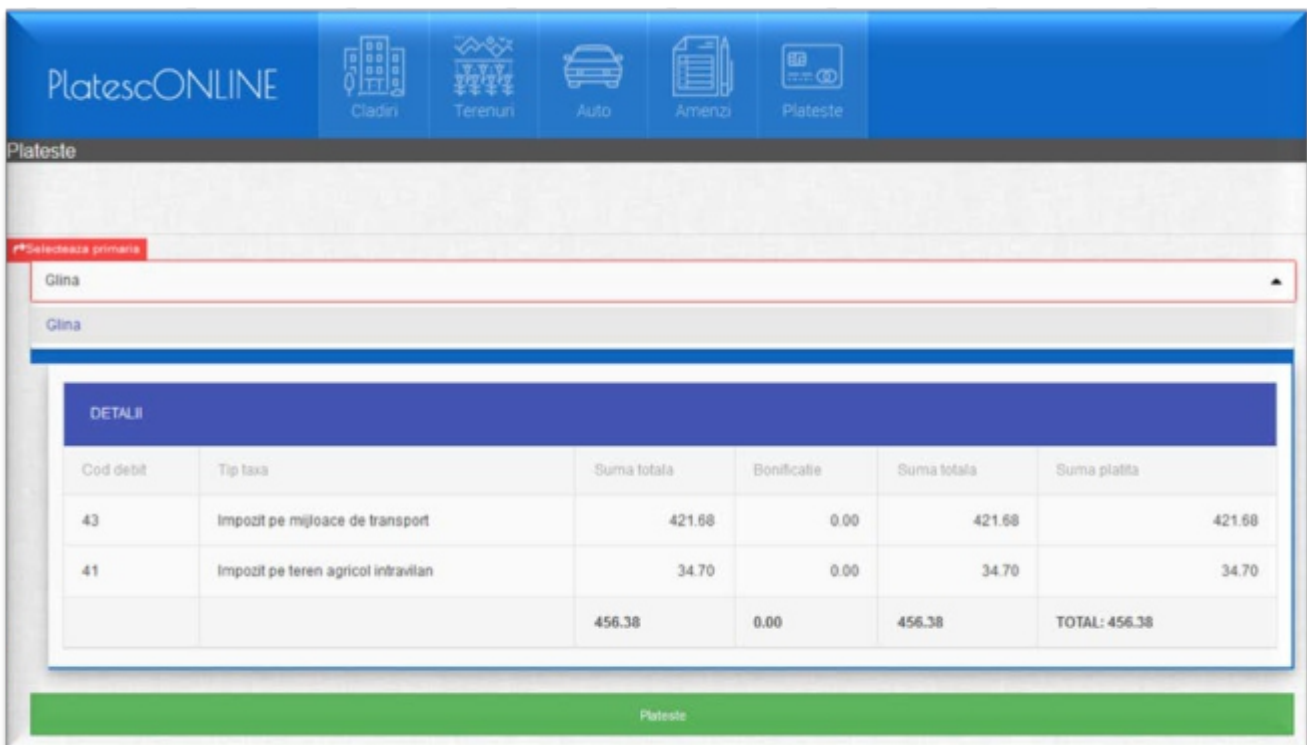 PlatescONLINE
Cladiri Terenuri Auto Amenzi Plateste
Plateste
Selecteaza primaria
Glina
Glina
DETALII
Cod debit Tip taxa Suma totala Bonificatie Suma totala Suma platita
43 Impozit pe mijloace de transport 421.68 0.00 421.68 421.68
41 Impozit pe teren agricol intravilan 34.70 0.00 34.70 34.70
456.38 0.00 456.38 TOTAL: 456.38
Plateste